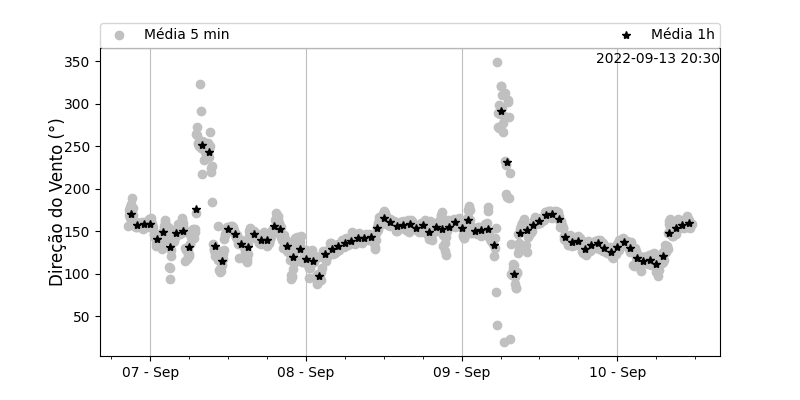 Média 5 min
Média 1h
2022-09-13 20:30
350
300
250
200
150
100
50
Direção do Vento (°)
07 - Sep
08 - Sep
09 - Sep
10 - Sep